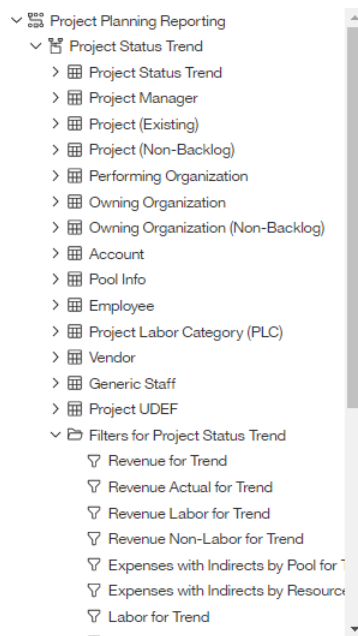 Project Planning Reporting
Project Status Trend
Project Status Trend
Project Manager
Project (Existing)
Project (Non-Backlog)
Performing Organization
Owning Organization
Owning Organization (Non-Backlog)
Account
Pool Info
Employee
Project Labor Category (PLC)
Vendor
Generic Staff
Project UDEF
Filters for Project Status Trend
Revenue for Trend
Revenue Actual for Trend
Revenue Labor for Trend
Revenue Non-Labor for Trend
Expenses with Indirects by Pool for
Expenses with Indirects by Resource
Labor for Trend